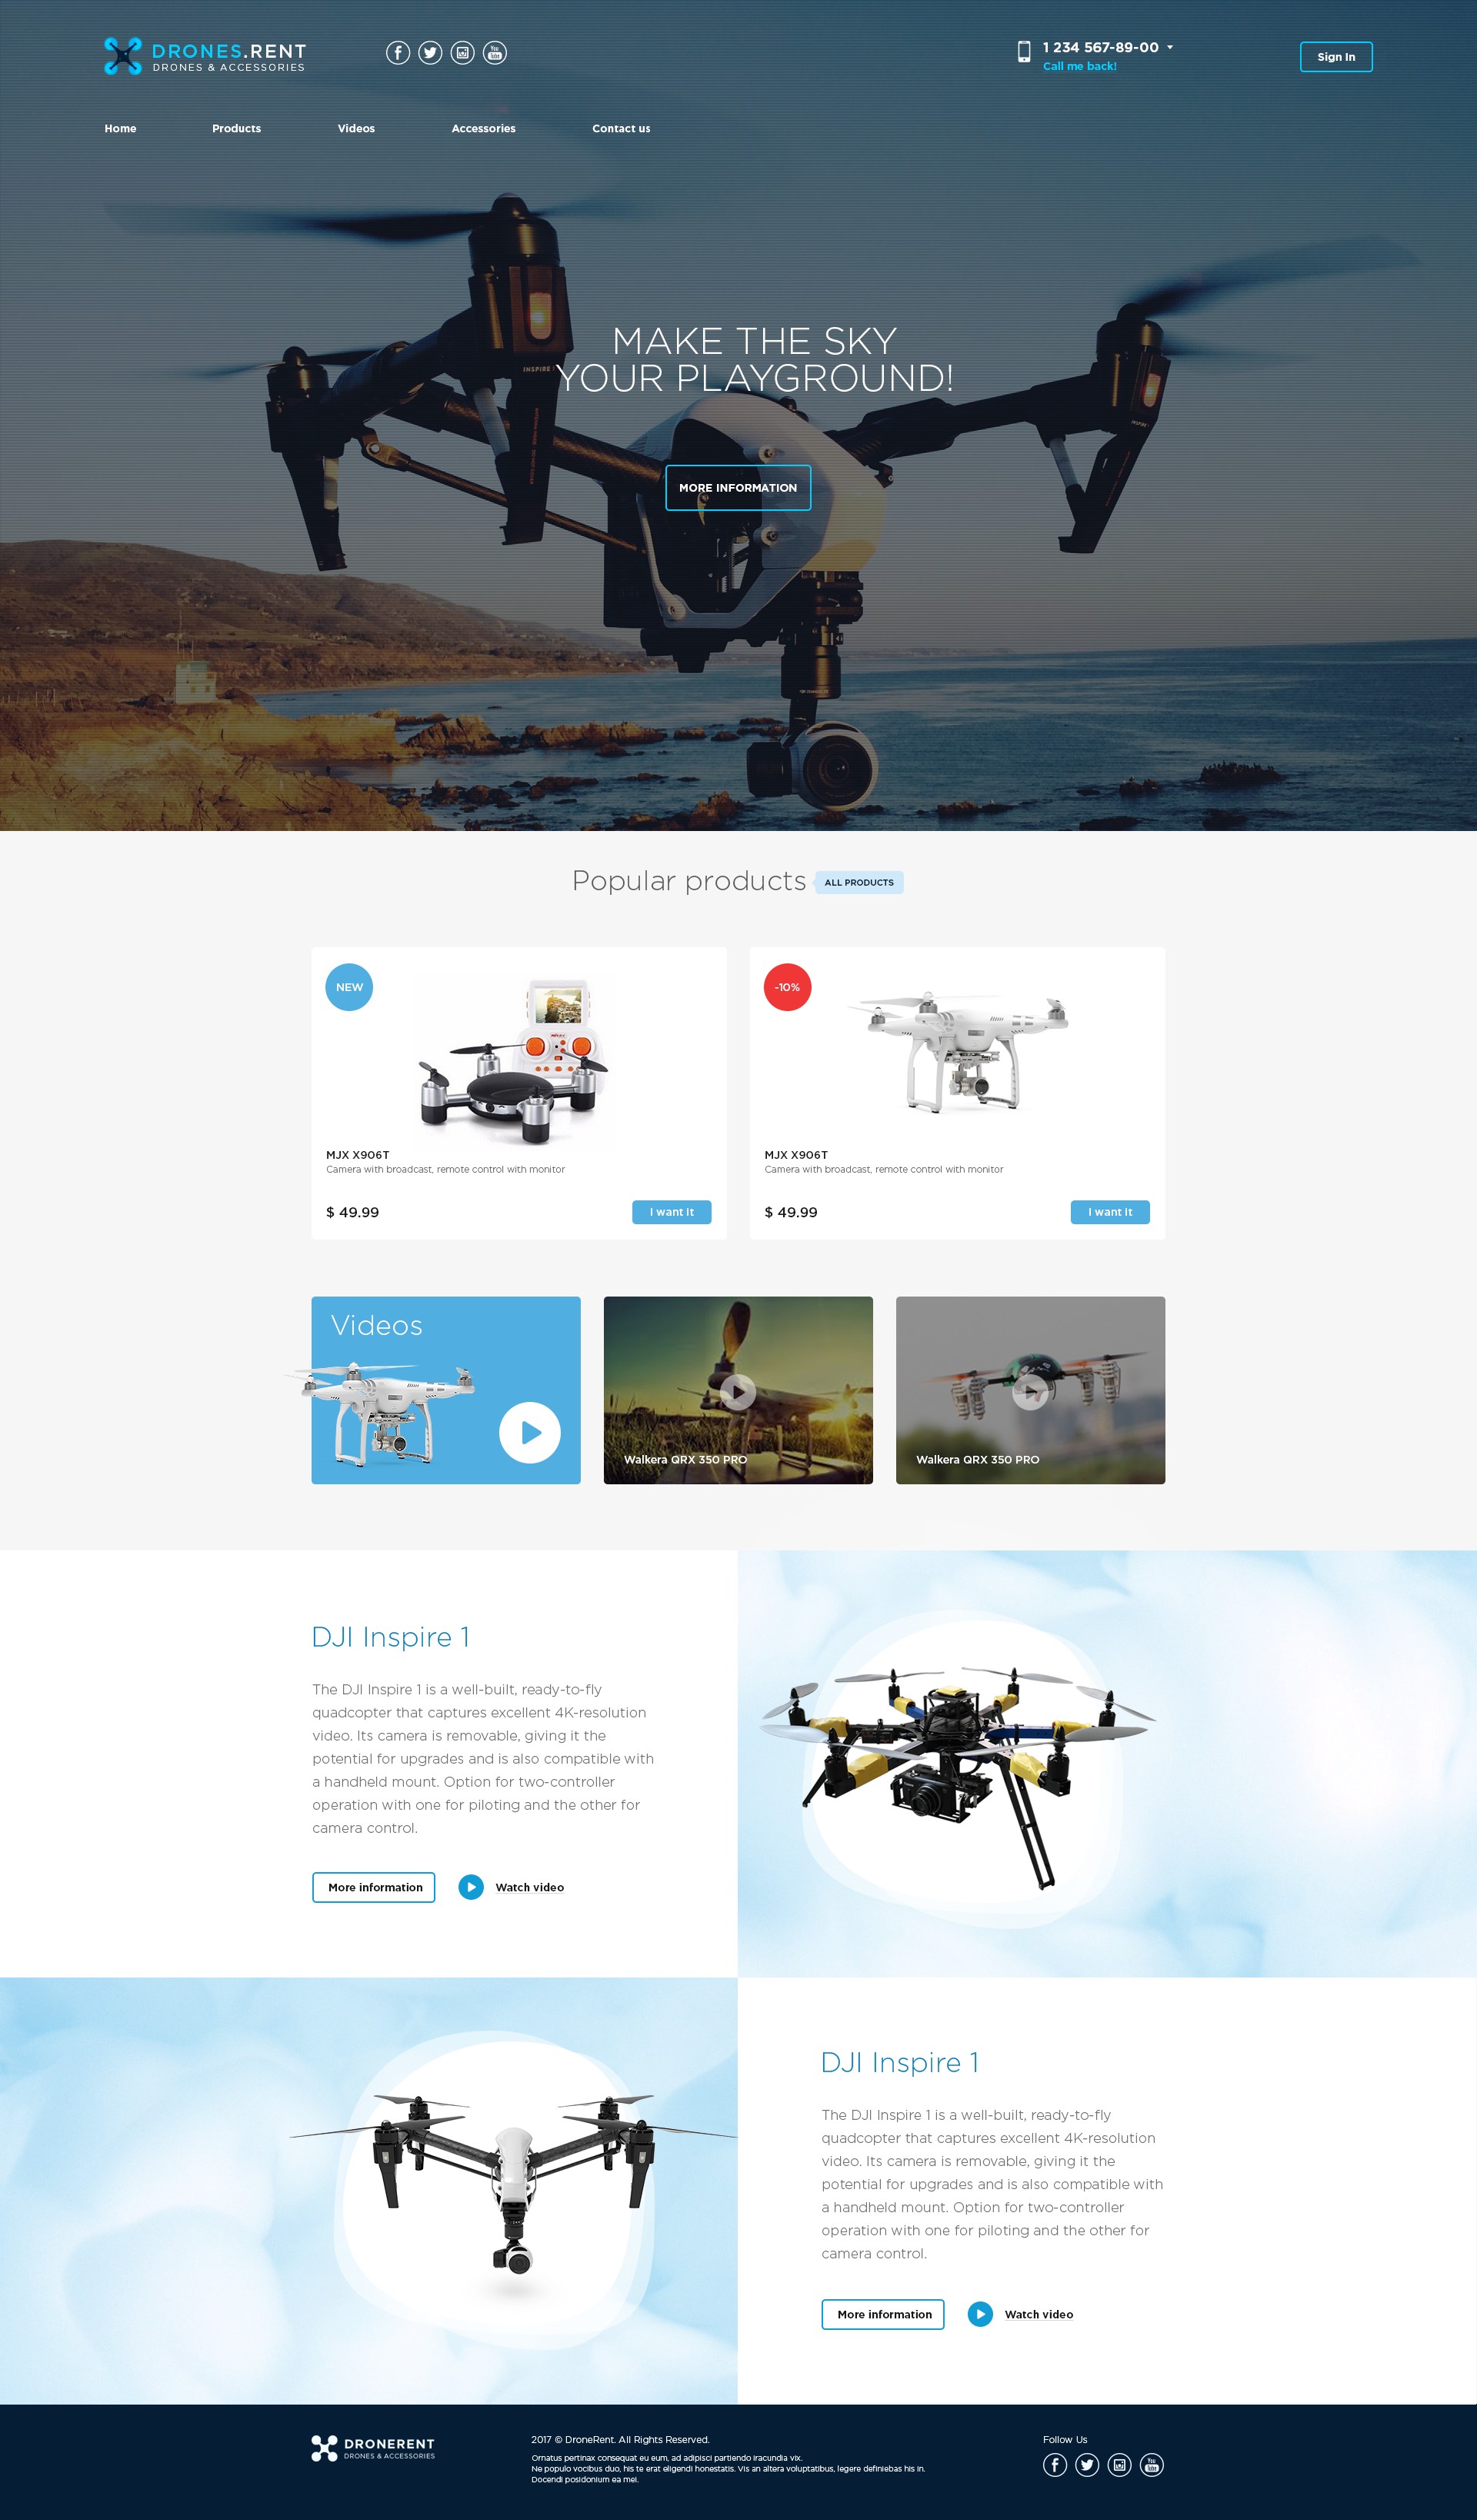 DRONES.RENT
DRONES & ACCESSORIES
You
Tube
1 234 567-89-00
Call me back!
Sign In
Home
Products
Videos
Accessories
Contact us
INSPIRE
MAKE THE SKY
YOUR PLAYGROUND!
MORE INFORMATION
Popular products
ALL PRODUCTS
NEW
MJX X906T
Camera with broadcast, remote control with monitor
$ 49.99
I want it
-10%
MJX X906T
Camera with broadcast, remote control with monitor
$ 49.99
I want it
Videos
Walkera QRX 350 PRO
Walkera QRX 350 PRO
DJI Inspire 1
The DJI Inspire 1 is a well-built, ready-to-fly
quadcopter that captures excellent 4K-resolution
video. Its camera is removable, giving it the
potential for upgrades and is also compatible with
a handheld mount. Option for two-controller
operation with one for piloting and the other for
camera control.
More information
Watch video
DJI Inspire 1
The DJI Inspire 1 is a well-built, ready-to-fly
quadcopter that captures excellent 4K-resolution
video. Its camera is removable, giving it the
potential for upgrades and is also compatible with
a handheld mount. Option for two-controller
operation with one for piloting and the other for
camera control.
More information
Watch video
DRONERENT
DRONES & ACCESSORIES
2017 © DroneRent. All Rights Reserved.
Ornatus pertinax consequat eu eum, ad adipisci partiendo iracundia vix.
Ne populo vocibus duo, his te erat eligendi honestatis. Vis an altera voluptatibus, legere definiebas his in.
Docendi posidonium ea mei.
Follow Us
You
Tube